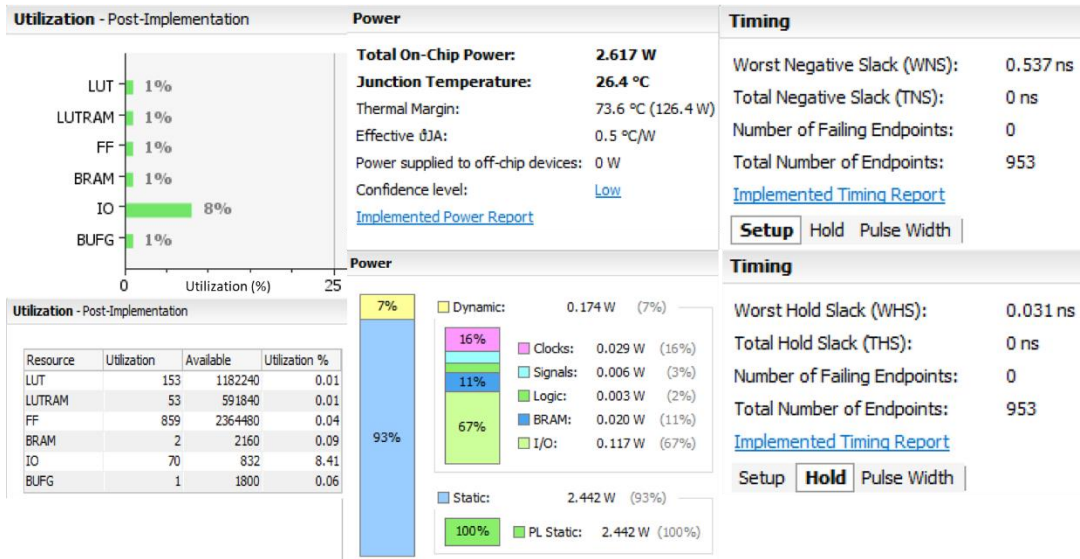 Utilization - Post-Implementation
LUT 1%
LUTRAM 1%
FF 1%
BRAM 1%
IO 8%
BUFG 1%
0 25
Utilization (%)
Utilization - Post-Implementation
Resource Utilization Available Utilization %
LUT 153 1182240 0.01
LUTRAM 53 591840 0.01
FF 859 2364480 0.04
BRAM 2 2160 0.09
IO 70 832 8.41
BUFG 1 1800 0.06
Power
Total On-Chip Power: 2.617 W
Junction Temperature: 26.4 °C
Thermal Margin: 73.6 °C (126.4 W)
Effective ϑJA: 0.5 °C/W
Power supplied to off-chip devices: 0 W
Confidence level: Low
Implemented Power Report
Power
7%
93%
Dynamic: 0.174 W (7%)
16%
11%
67%
Clocks: 0.029 W (16%)
Signals: 0.006 W (3%)
Logic: 0.003 W (2%)
BRAM: 0.020 W (11%)
I/O: 0.117 W (67%)
Static: 2.442 W (93%)
100% PL Static: 2.442 W (100%)
Timing
Worst Negative Slack (WNS): 0.537 ns
Total Negative Slack (TNS): 0 ns
Number of Failing Endpoints: 0
Total Number of Endpoints: 953
Implemented Timing Report
Setup Hold Pulse Width
Timing
Worst Hold Slack (WHS): 0.031 ns
Total Hold Slack (THS): 0 ns
Number of Failing Endpoints: 0
Total Number of Endpoints: 953
Implemented Timing Report
Setup Hold Pulse Width